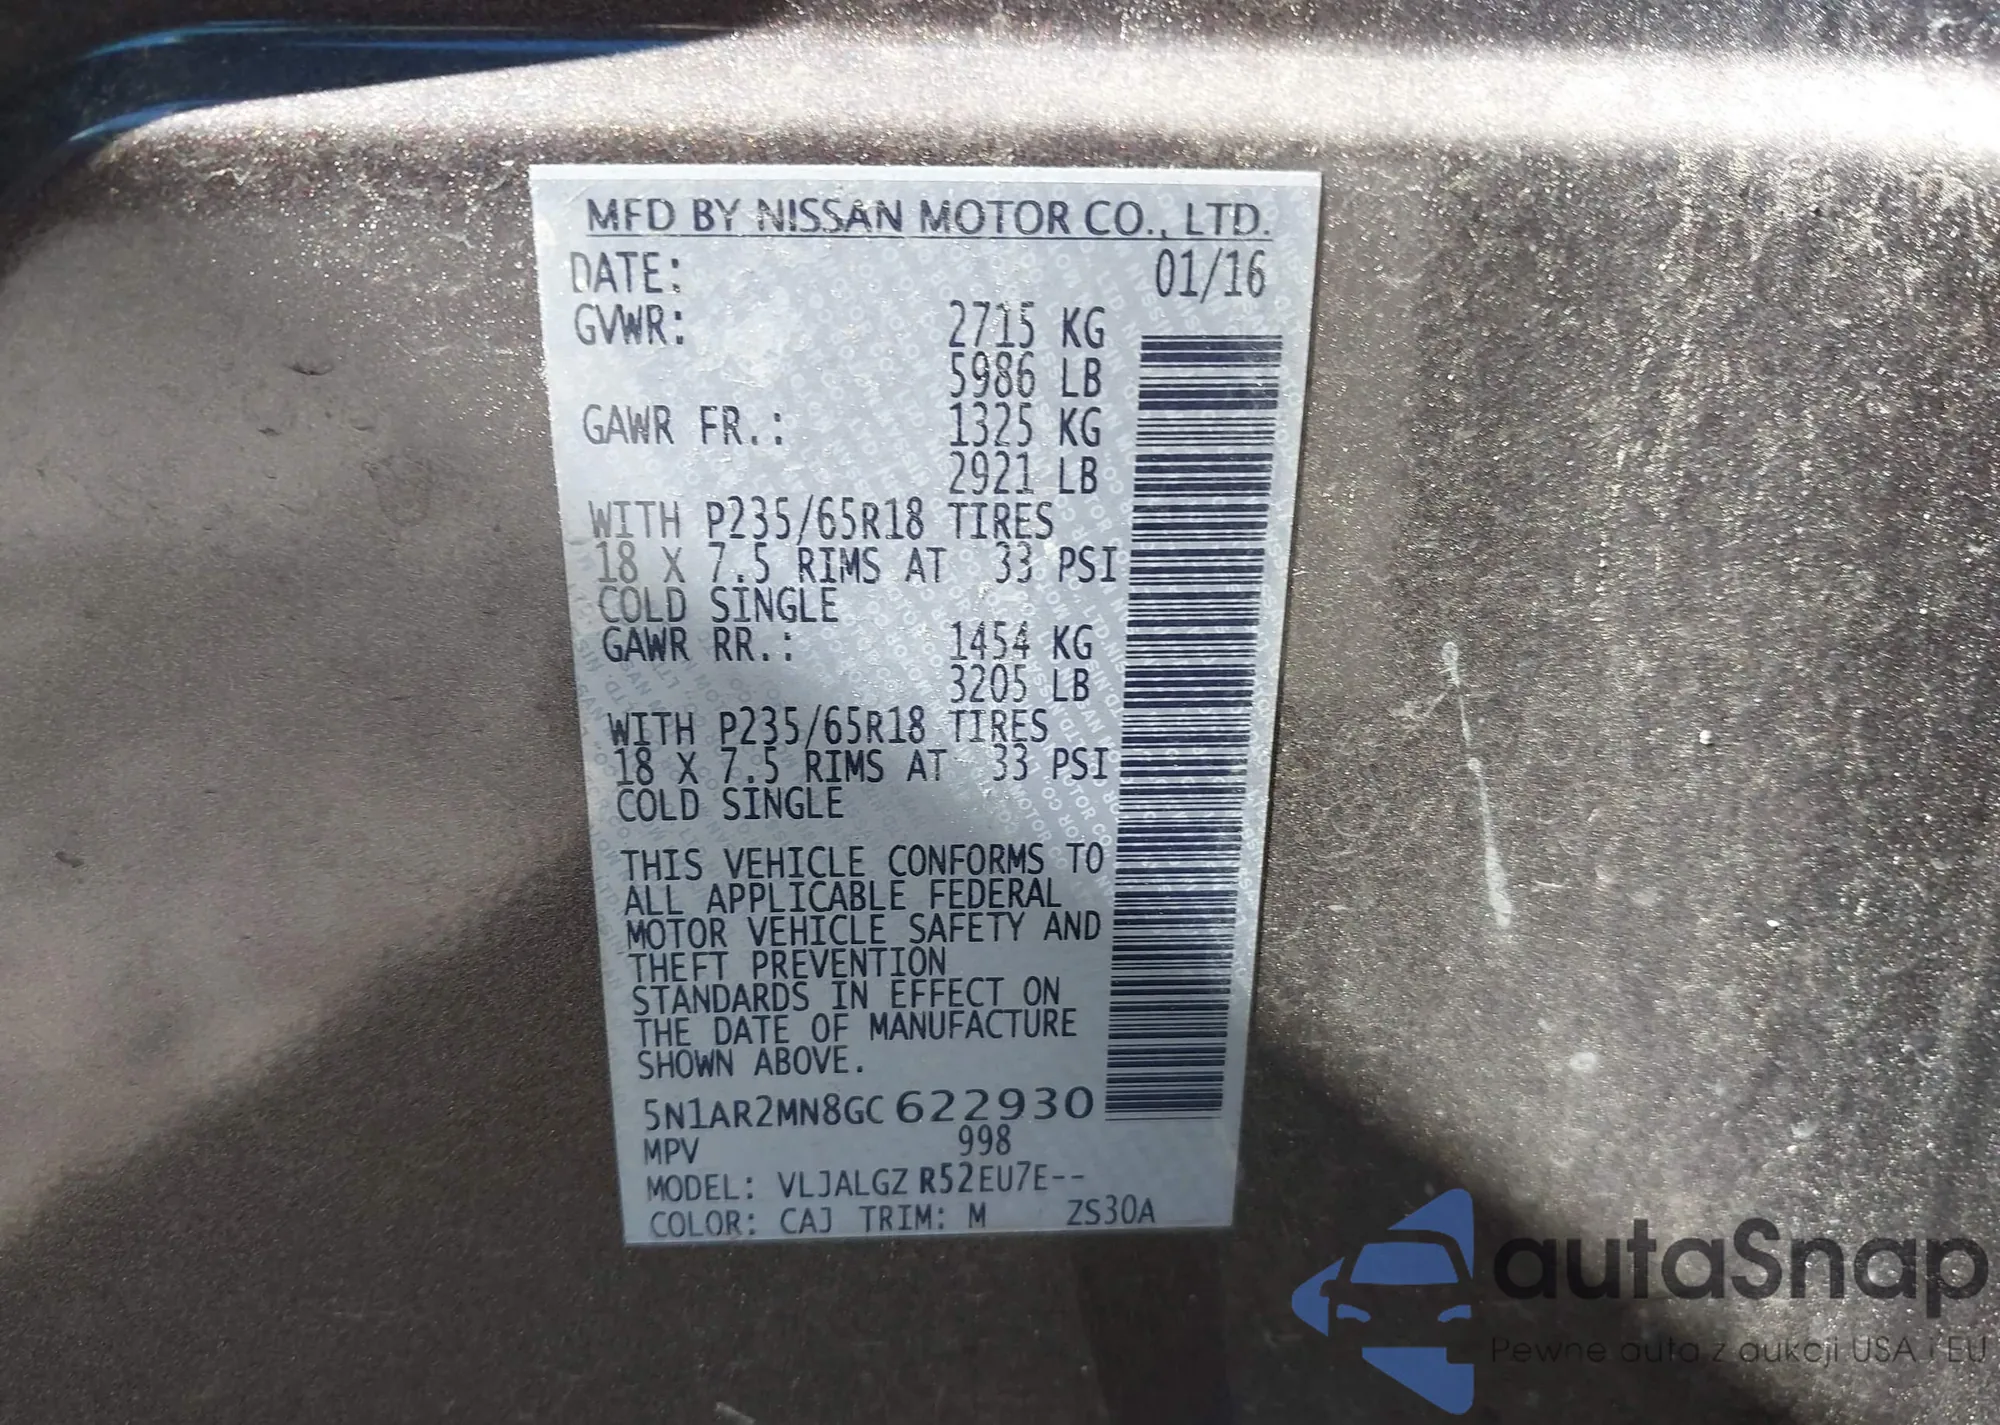 MFD BY NISSAN MOTOR CO., LTD.
DATE: 01/16
GVWR: 2715 KG
5986 LB
GAWR FR.: 1325 KG
2921 LB
WITH P235/65R18 TIRES
18 X 7.5 RIMS AT 33 PSI
COLD SINGLE
GAWR RR.: 1454 KG
3205 LB
WITH P235/65R18 TIRES
18 X 7.5 RIMS AT 33 PSI
COLD SINGLE
THIS VEHICLE CONFORMS TO
ALL APPLICABLE FEDERAL
MOTOR VEHICLE SAFETY AND
THEFT PREVENTION
STANDARDS IN EFFECT ON
THE DATE OF MANUFACTURE
SHOWN ABOVE.
5N1AR2MN8GC622930
MPV 998
MODEL: VLJALGZ R52EU7E--
COLOR: CAJ TRIM: M ZS30A
autaSnap
Pewne auta z aukcji USA i EU